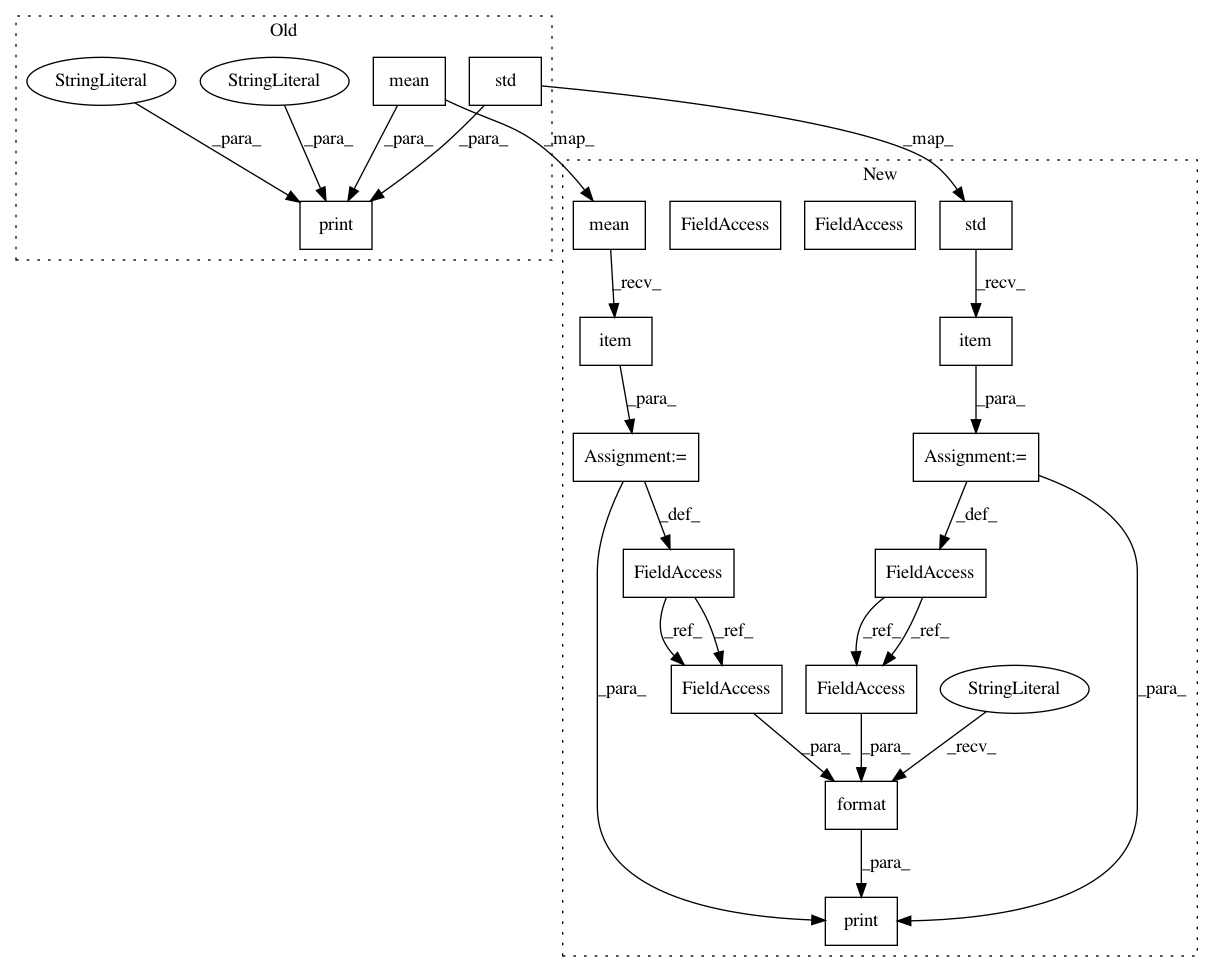 Old
StringLiteral StringLiteral mean std
_para_ _para_ _para_ _para_ _map_ _map_
print
New
mean FieldAccess FieldAccess std
_recv_ _recv_
item item
_para_ _para_
Assignment:= Assignment:=
_def_ _def_
FieldAccess FieldAccess
_ref_ _ref_ _ref_ _ref_
_para_ FieldAccess FieldAccess StringLiteral _para_
_para_ _para_ _recv_
format
_para_
print